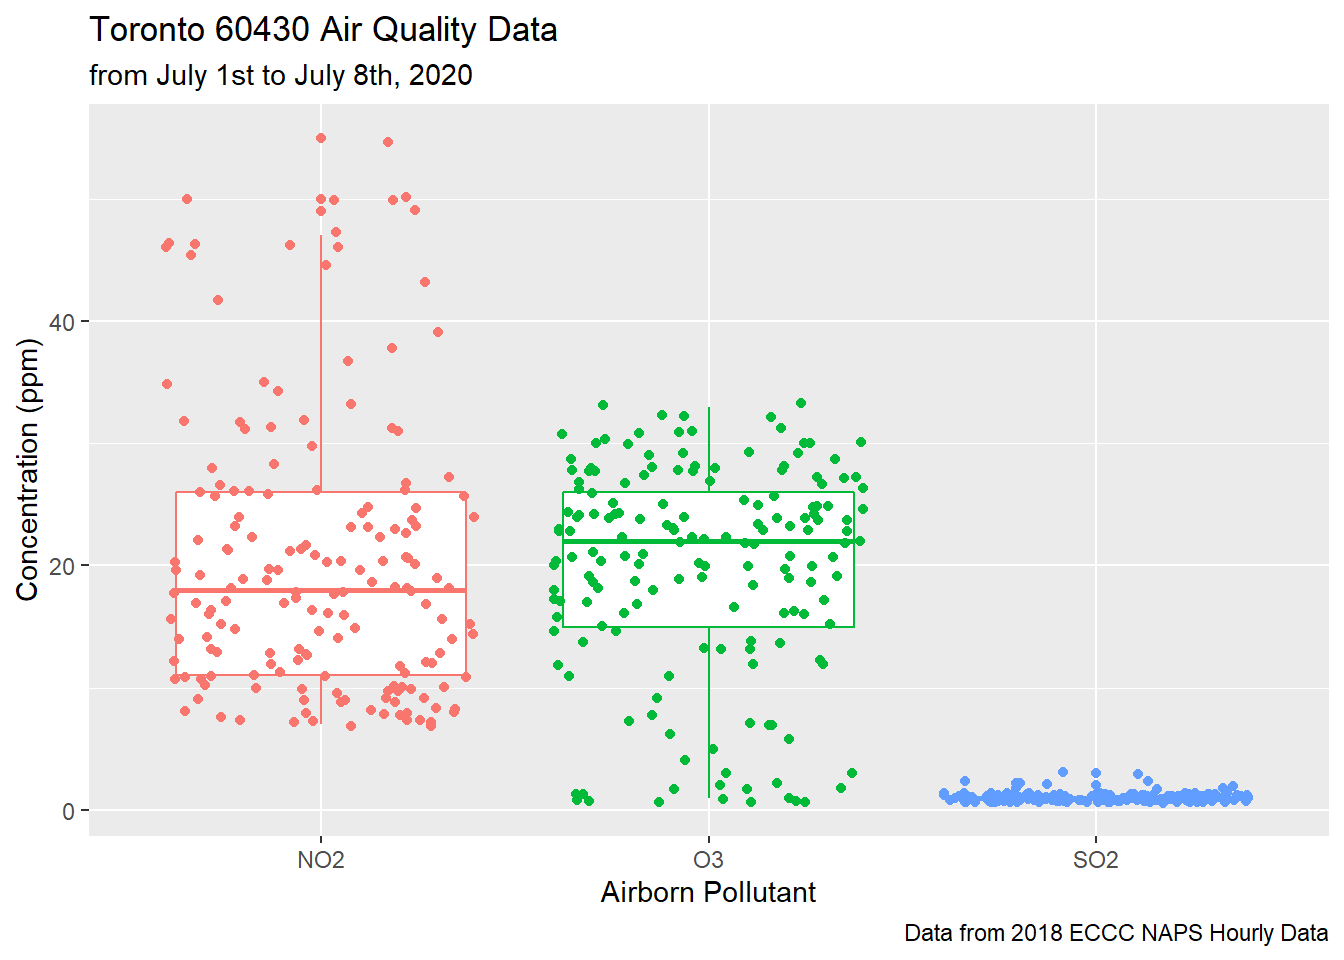 Toronto 60430 Air Quality Data
from July 1st to July 8th, 2020
Concentration (ppm)
40
20
0
NO2 O3 SO2
Airborn Pollutant
Data from 2018 ECCC NAPS Hourly Data